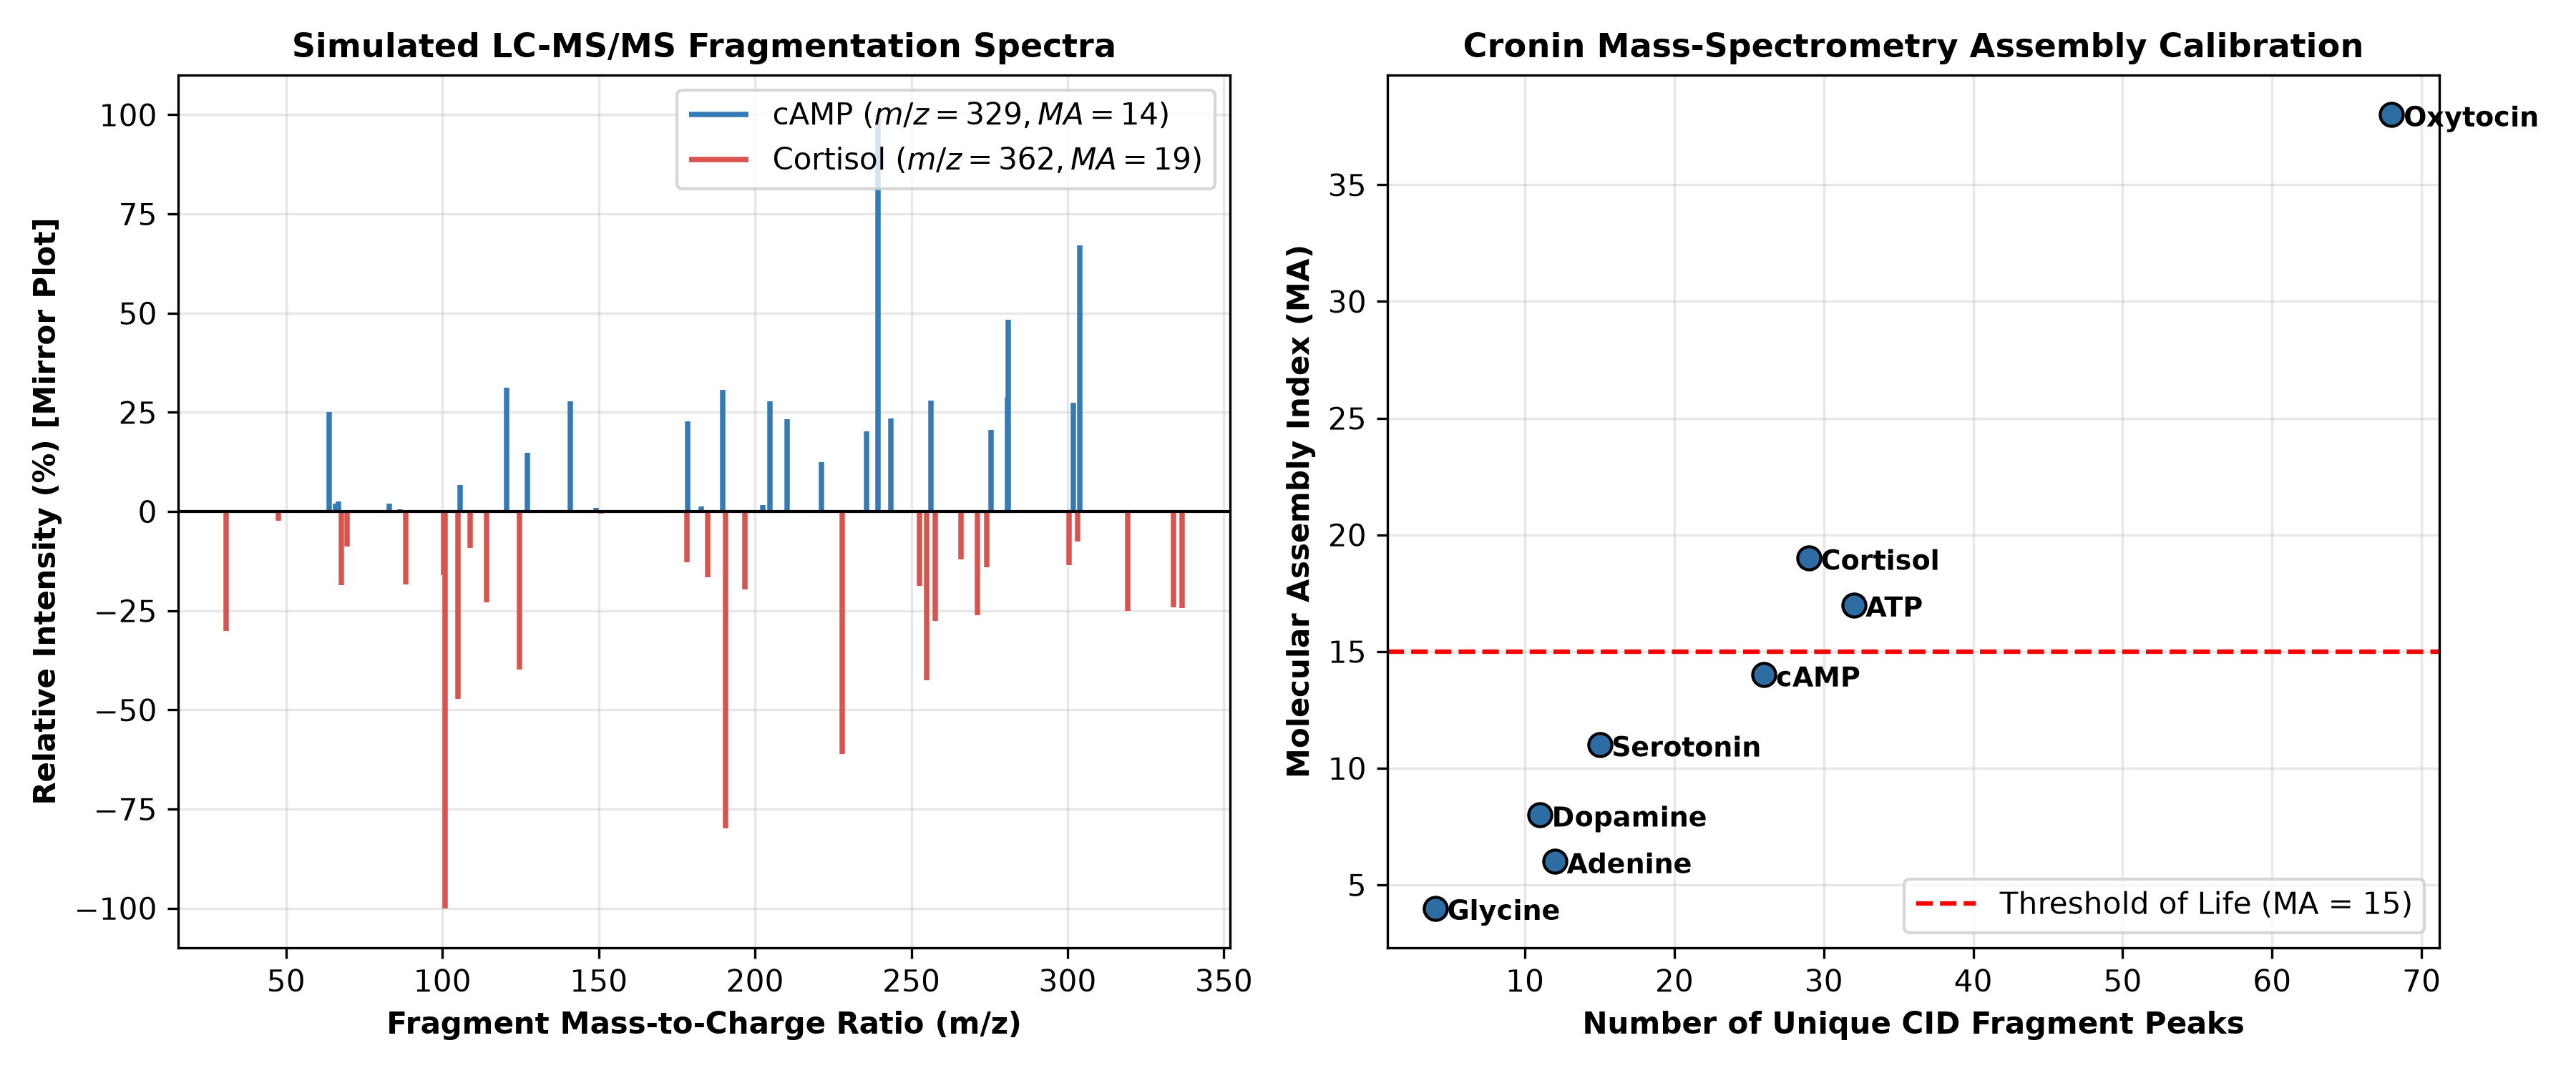 Simulated LC-MS/MS Fragmentation Spectra
Relative Intensity (%) [Mirror Plot]
100
75
50
25
0
−25
−50
−75
−100
cAMP (m/z = 329, MA = 14)
Cortisol (m/z = 362, MA = 19)
50
100
150
200
250
300
350
Fragment Mass-to-Charge Ratio (m/z)
Cronin Mass-Spectrometry Assembly Calibration
Molecular Assembly Index (MA)
35
30
25
20
15
10
5
Oxytocin
Cortisol
ATP
cAMP
Serotonin
Dopamine
Adenine
Glycine
Threshold of Life (MA = 15)
10
20
30
40
50
60
70
Number of Unique CID Fragment Peaks